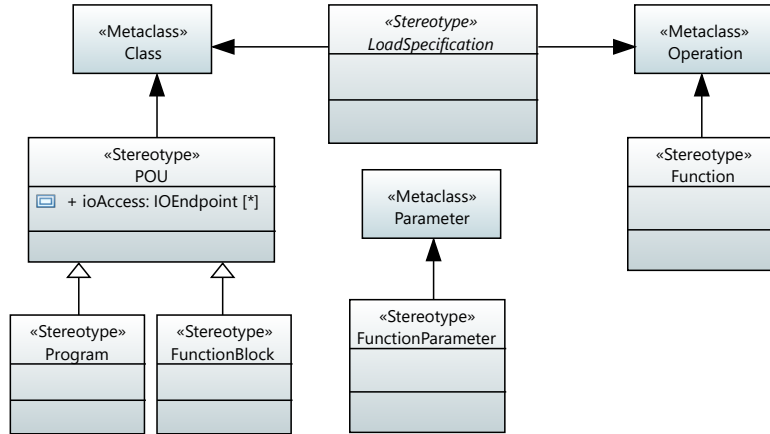 «Metaclass»
Class
«Stereotype»
LoadSpecification
«Metaclass»
Operation
«Stereotype»
POU
+ ioAccess: IOEndpoint [*]
«Metaclass»
Parameter
«Stereotype»
Function
«Stereotype»
Program
«Stereotype»
FunctionBlock
«Stereotype»
FunctionParameter